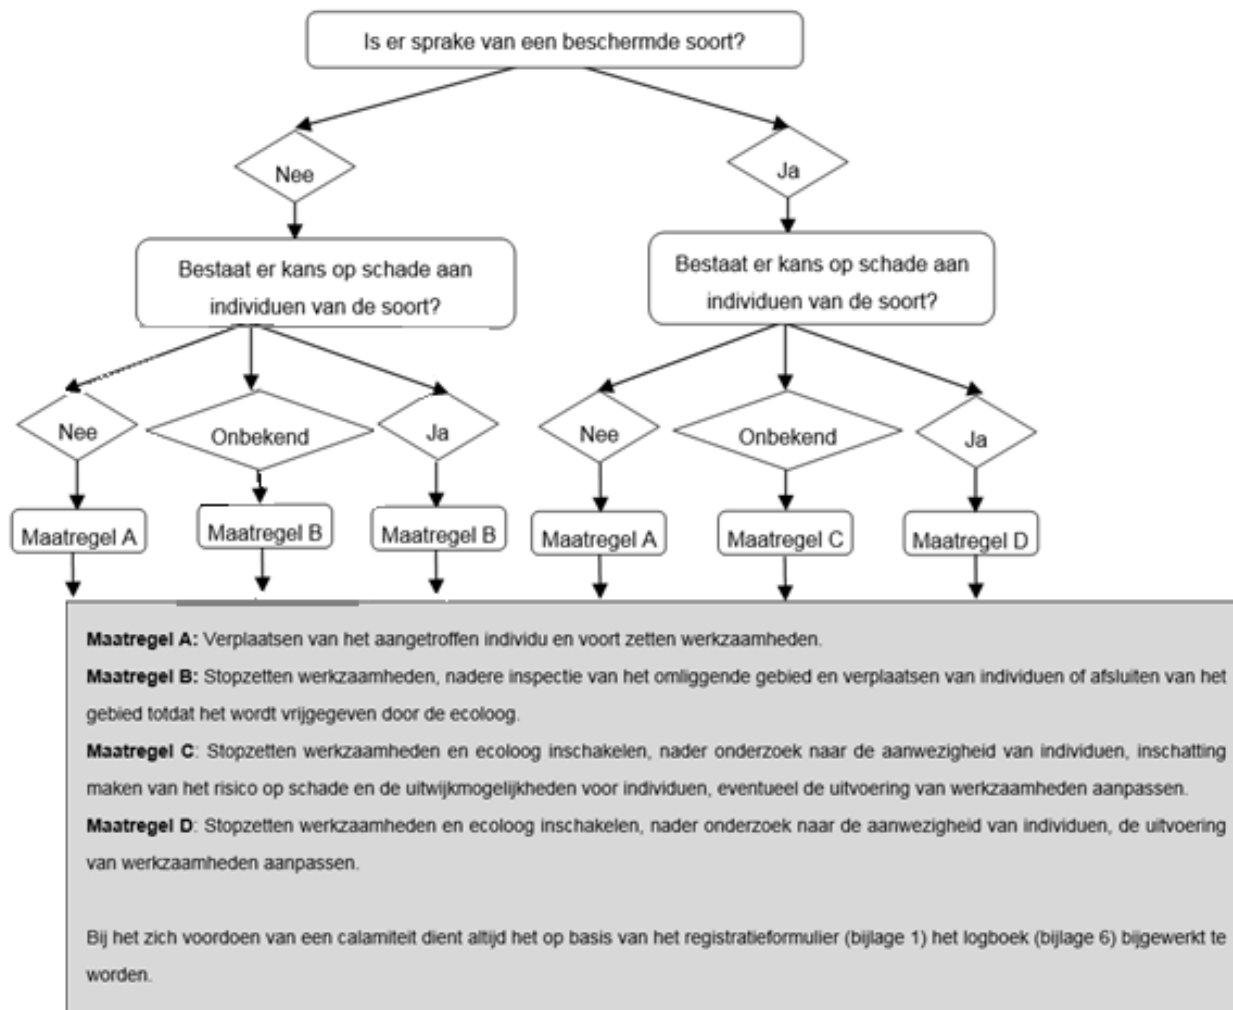 Is er sprake van een beschermde soort?
Nee
Ja
Bestaat er kans op schade aan
individuen van de soort?
Bestaat er kans op schade aan
individuen van de soort?
Nee
Onbekend
Ja
Nee
Onbekend
Ja
Maatregel A
Maatregel B
Maatregel B
Maatregel A
Maatregel C
Maatregel D
Maatregel A: Verplaatsen van het aangetroffen individu en voort zetten werkzaamheden.
Maatregel B: Stopzetten werkzaamheden, nadere inspectie van het omliggende gebied en verplaatsen van individuen of afsluiten van het
gebied totdat het wordt vrijgegeven door de ecoloog.
Maatregel C: Stopzetten werkzaamheden en ecoloog inschakelen, nader onderzoek naar de aanwezigheid van individuen, inschatting
maken van het risico op schade en de uitwijkmogelijkheden voor individuen, eventueel de uitvoering van werkzaamheden aanpassen.
Maatregel D: Stopzetten werkzaamheden en ecoloog inschakelen, nader onderzoek naar de aanwezigheid van individuen, de uitvoering
van werkzaamheden aanpassen.
Bij het zich voordoen van een calamiteit dient altijd het op basis van het registratieformulier (bijlage 1) het logboek (bijlage 6) bijgewerkt te
worden.